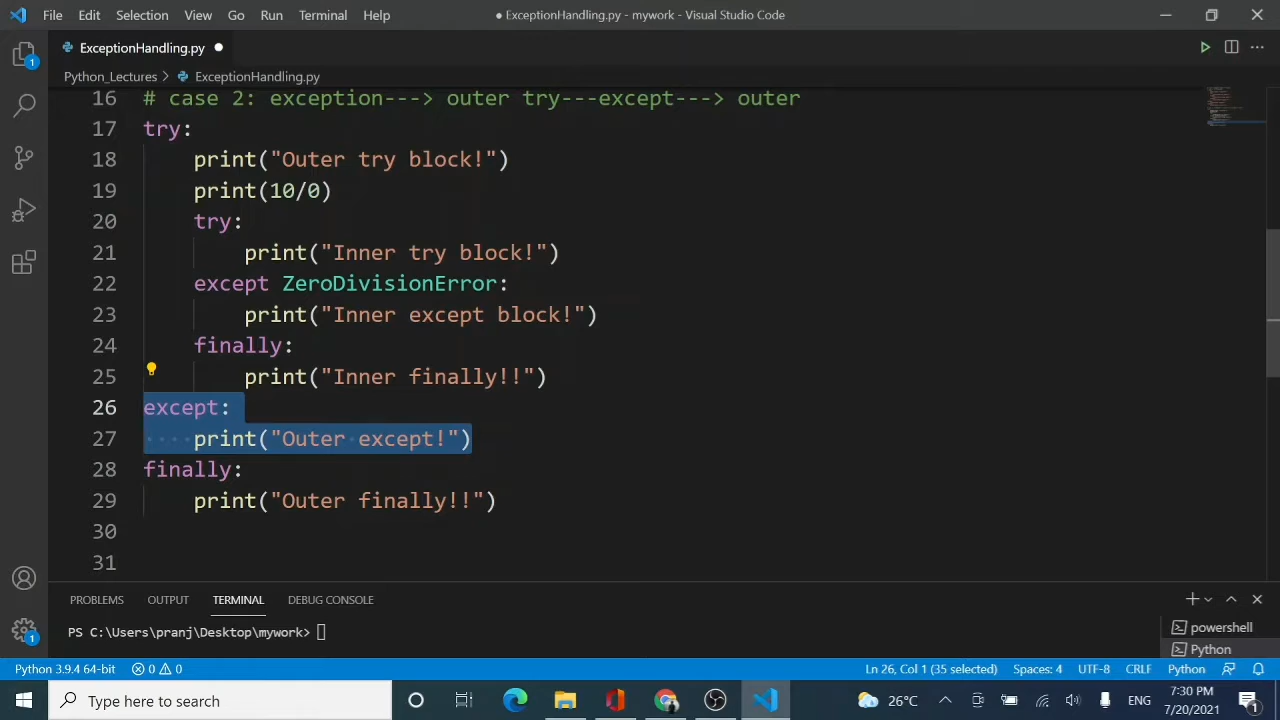 File Edit Selection View Go Run Terminal Help
● ExceptionHandling.py - mywork - Visual Studio Code
ExceptionHandling.py ●
Python_Lectures > ExceptionHandling.py
16 # case 2: exception---> outer try---except---> outer
17 try:
18 print("Outer try block!")
19 print(10/0)
20 try:
21 print("Inner try block!")
22 except ZeroDivisionError:
23 print("Inner except block!")
24 finally:
25 print("Inner finally!!")
26 except:
27 print("Outer except!")
28 finally:
29 print("Outer finally!!")
30
31
1
1
PROBLEMS OUTPUT TERMINAL DEBUG CONSOLE
PS C:\Users\pranj\Desktop\mywork>
powershell
Python
Python 3.9.4 64-bit 0 0 Ln 26, Col 1 (35 selected) Spaces: 4 UTF-8 CRLF Python
Type here to search
26°C ENG 7:30 PM
7/20/2021
1